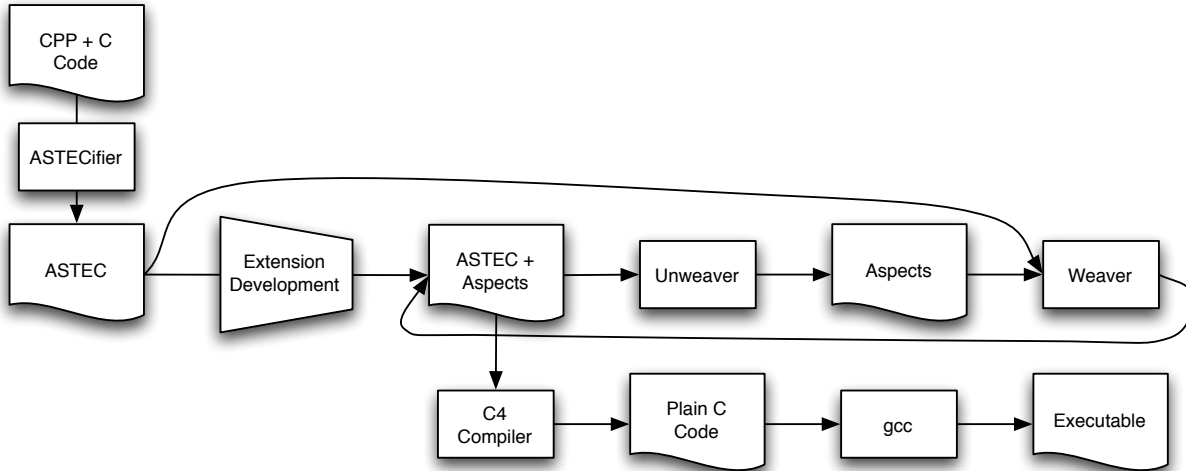 CPP + C
Code
ASTECifier
ASTEC
Extension
Development
ASTEC +
Aspects
Unweaver
Aspects
Weaver
C4
Compiler
Plain C
Code
gcc
Executable